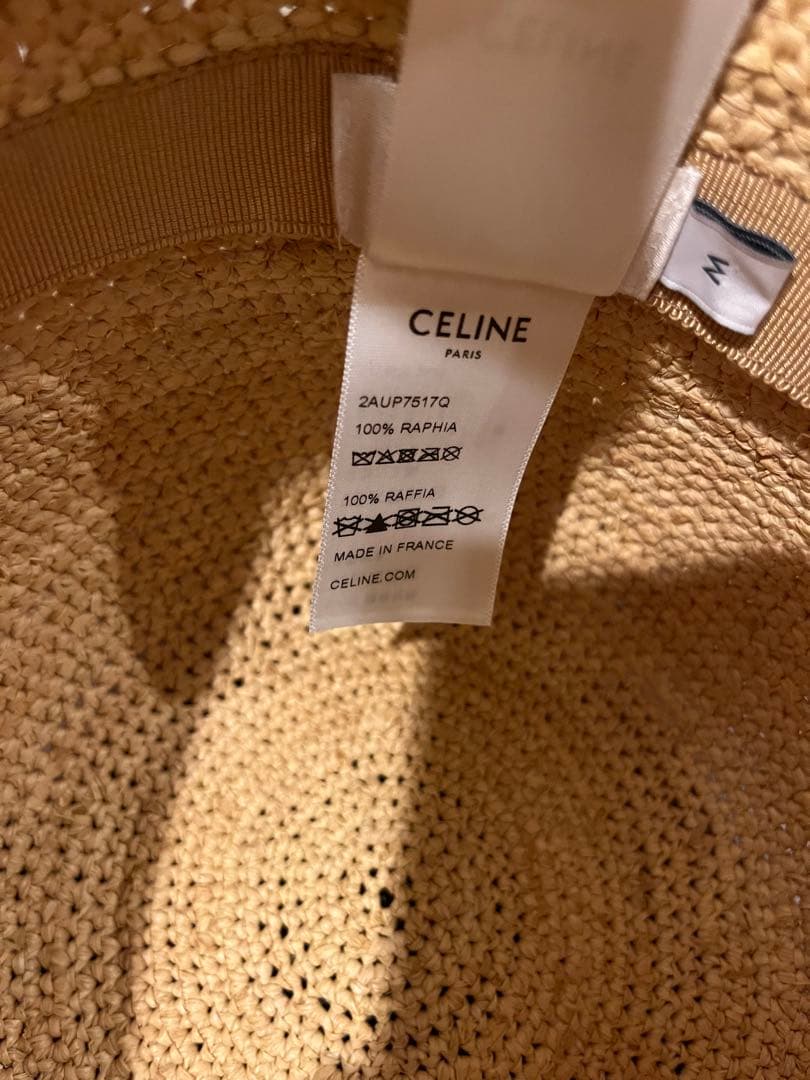 CELINE
PARIS
2AUP7517Q
100% RAPHIA
100% RAFFIA
MADE IN FRANCE
CELINE.COM
M